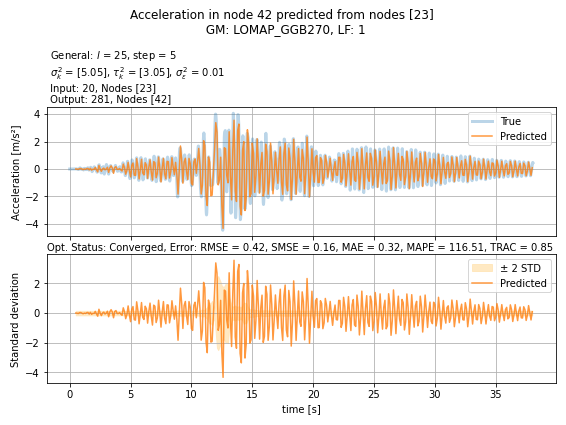 Acceleration in node 42 predicted from nodes [23]
GM: LOMAP_GGB270, LF: 1
General: l = 25, step = 5
σ²ₖ = [5.05], τ²ₖ = [3.05], σ²ε = 0.01
Input: 20, Nodes [23]
Output: 281, Nodes [42]
Acceleration [m/s²]
4
2
0
−2
−4
True
Predicted
Opt. Status: Converged, Error: RMSE = 0.42, SMSE = 0.16, MAE = 0.32, MAPE = 116.51, TRAC = 0.85
Standard deviation
2
0
−2
−4
± 2 STD
Predicted
0 5 10 15 20 25 30 35
time [s]